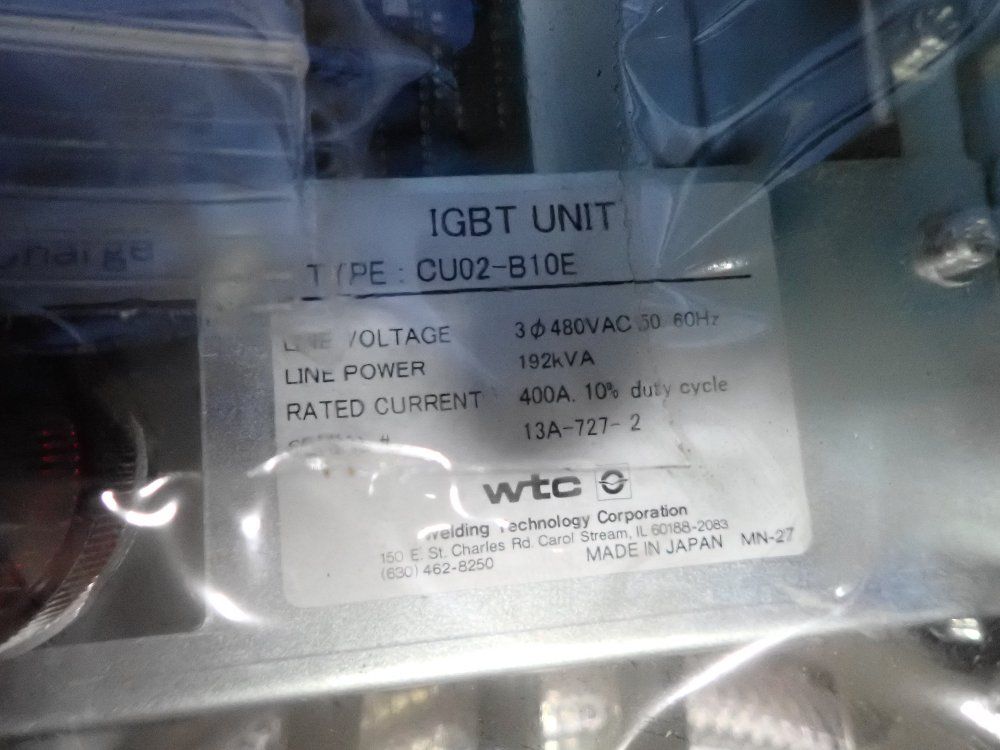 Charge
IGBT UNIT
TYPE : CU02-B10E
LINE VOLTAGE 3φ480VAC 50 60Hz
LINE POWER 192kVA
RATED CURRENT 400A. 10% duty cycle
# 13A-727- 2
wtc
Welding Technology Corporation
150 E. St. Charles Rd. Carol Stream, IL 60188-2083
(630) 462-8250 MADE IN JAPAN MN-27